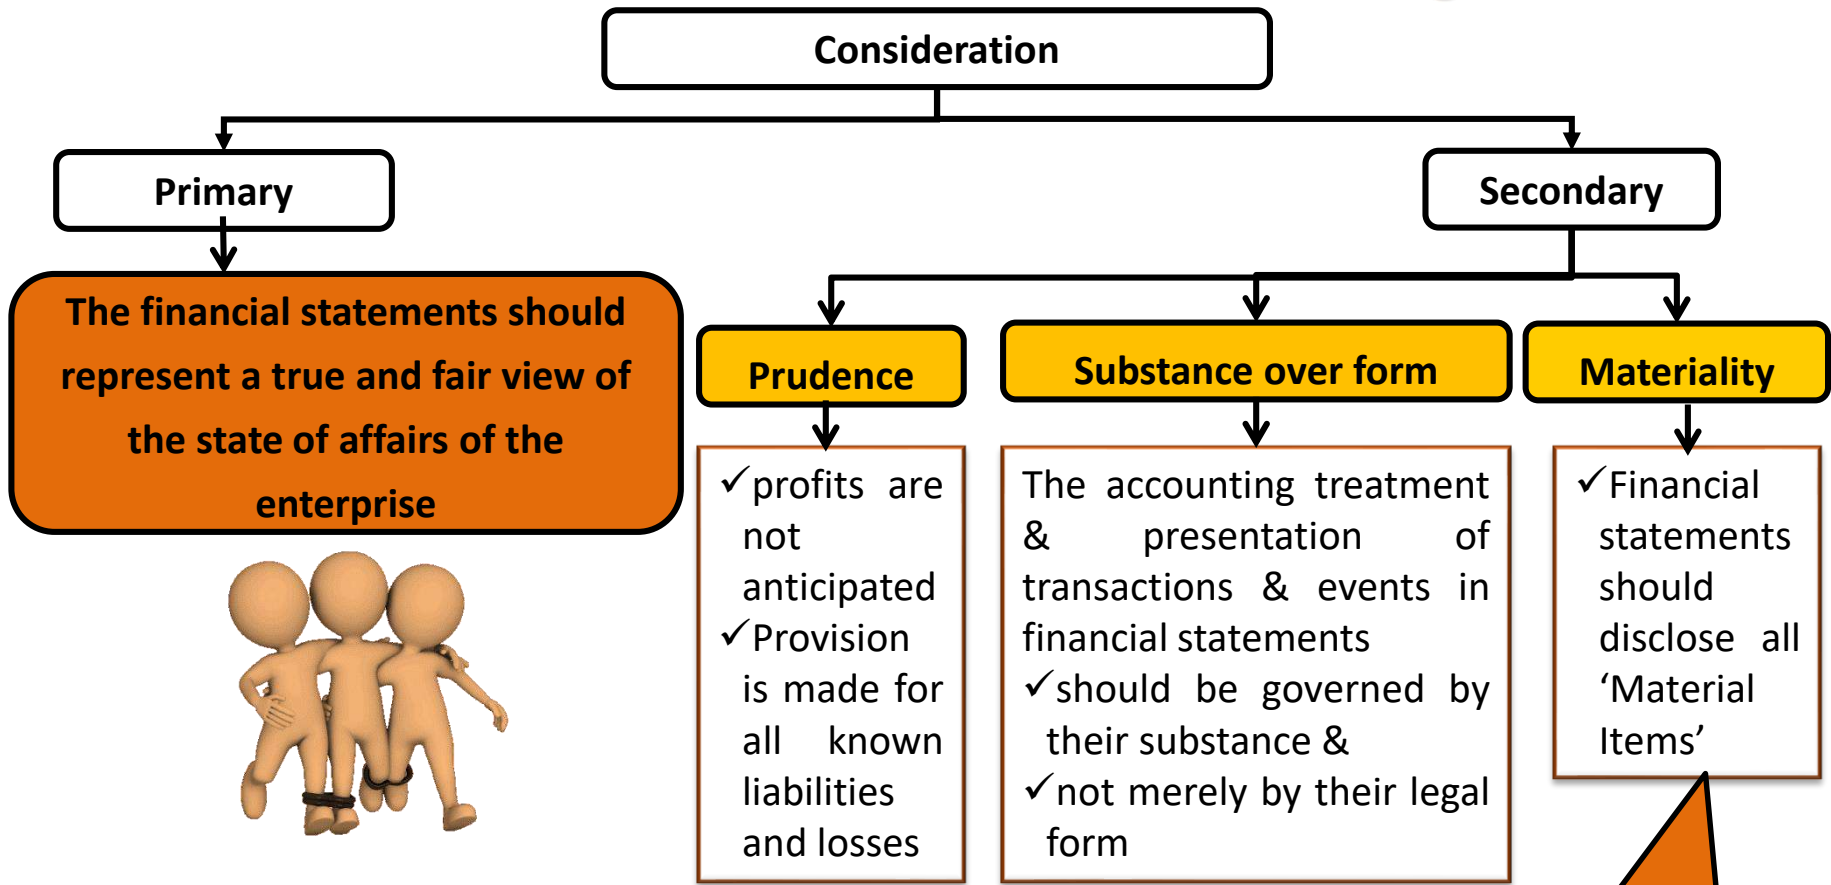 Consideration
Primary
Secondary
The financial statements should
represent a true and fair view of
the state of affairs of the
enterprise
Prudence
Substance over form
Materiality
✓profits are
not
anticipated
✓Provision
is made for
all known
liabilities
and losses
The accounting treatment
& presentation of
transactions & events in
financial statements
✓should be governed by
their substance &
✓not merely by their legal
form
✓Financial
statements
should
disclose all
‘Material
Items’